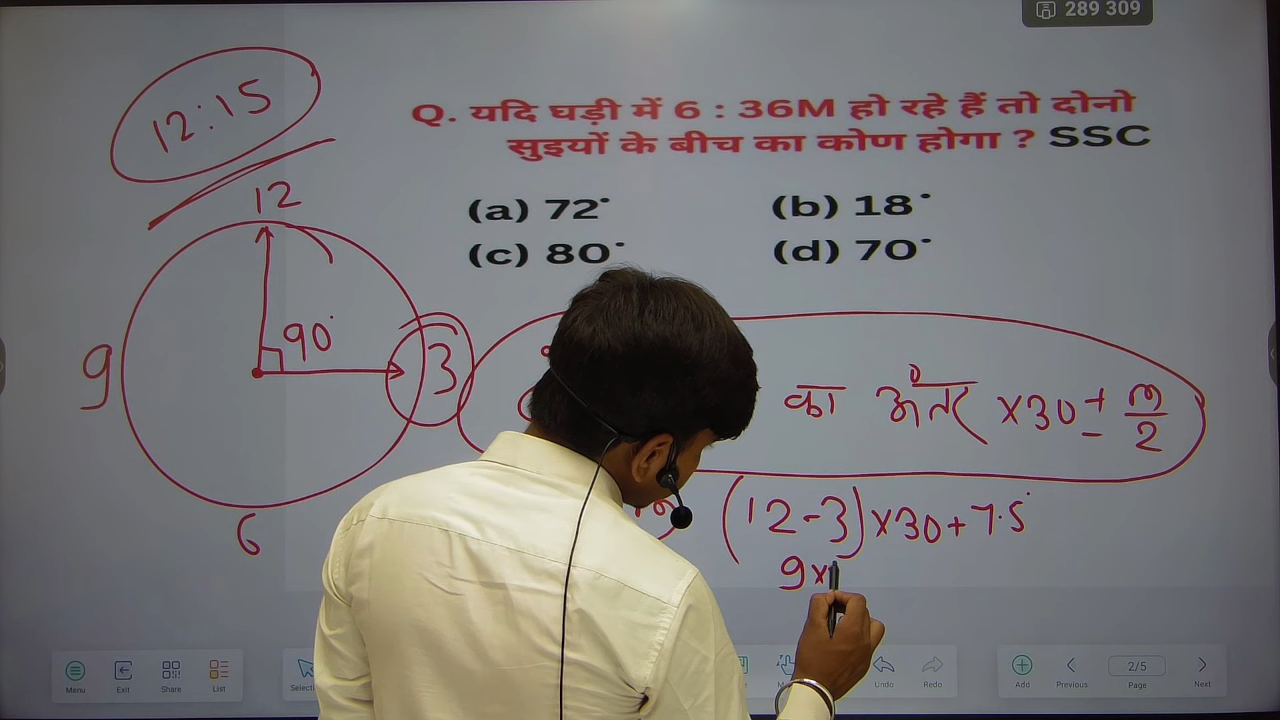 289 309
12:15
Q. यदि घड़ी में 6 : 36M हो रहे हैं तो दोनो
सुइयों के बीच का कोण होगा ? SSC
(a) 72° (b) 18°
(c) 80° (d) 70°
12
90°
9
3
6
का अंतर ×30 ± m/2
(12-3)×30+7.5°
9×
Menu Exit Share List Undo Redo Add Previous 2/5 Page Next